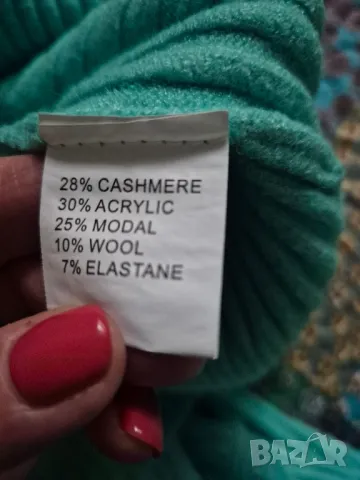 28% CASHMERE
30% ACRYLIC
25% MODAL
10% WOOL
7% ELASTANE
BAZAR